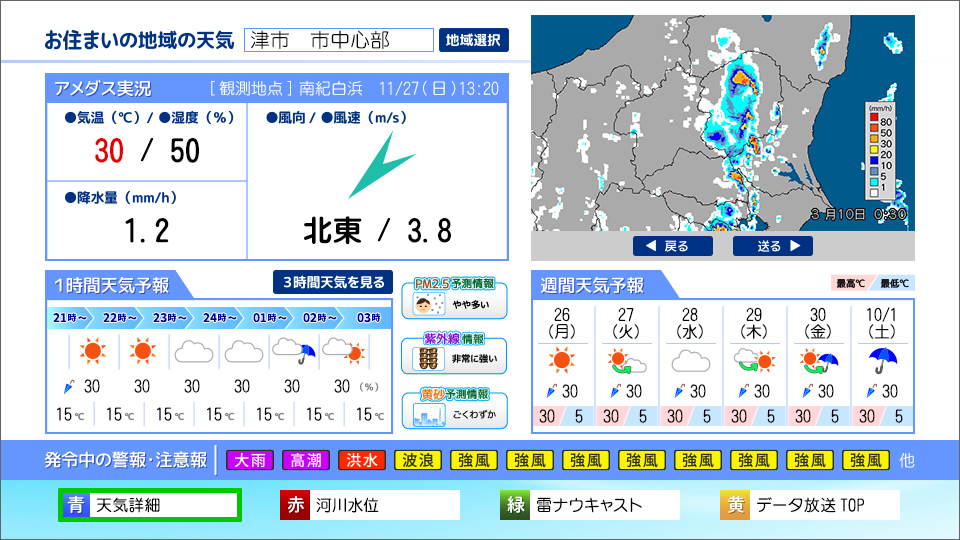 お住まいの地域の天気 津市 市中心部 地域選択
アメダス実況 [観測地点] 南紀白浜 11/27(日)13:20
●気温(℃) / ●湿度(%) ●風向 / ●風速(m/s)
30 / 50
●降水量(mm/h)
1.2 北東 / 3.8
(mm/h)
80
50
30
20
10
5
1
3月10日 0:30
◀ 戻る 送る ▶
1時間天気予報 3時間天気を見る
21時~ 22時~ 23時~ 24時~ 01時~ 02時~ 03時
30 30 30 30 30 30 (%)
15℃ 15℃ 15℃ 15℃ 15℃ 15℃ 15℃
PM2.5予測情報
やや多い
紫外線情報
非常に強い
黄砂予測情報
ごくわずか
週間天気予報 最高℃ 最低℃
26 27 28 29 30 10/1
(月) (火) (水) (木) (金) (土)
30 30 30 30 30 30
30 / 5 30 / 5 30 / 5 30 / 5 30 / 5 30 / 5
発令中の警報・注意報 大雨 高潮 洪水 波浪 強風 強風 強風 強風 強風 強風 強風 強風 他
青 天気詳細 赤 河川水位 緑 雷ナウキャスト 黄 データ放送 TOP